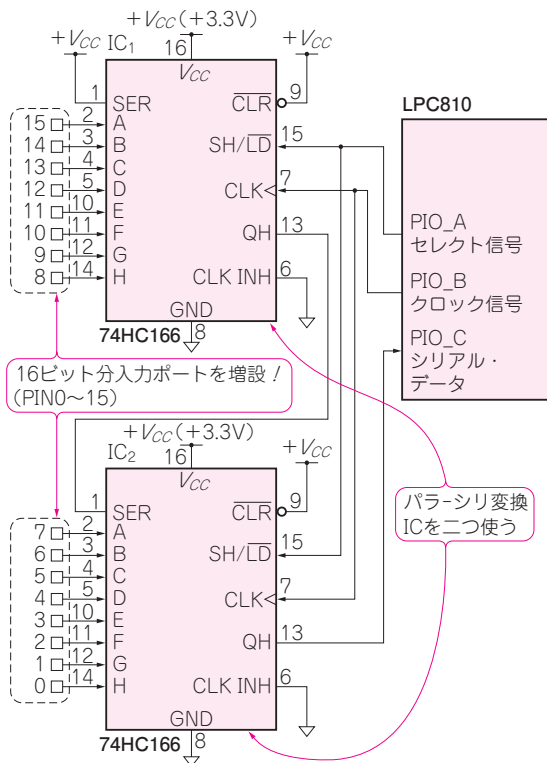 +VCC(+3.3V)
+VCC
IC1
+VCC
16
VCC
9
1
SER
CLR
LPC810
15
2
A
SH/LD
15
14
3
B
13
4
C
7
12
5
D
CLK
11
10
E
10
11
F
QH
13
9
12
G
8
14
H
CLK INH
6
GND
74HC166
8
PIO_A
セレクト信号
PIO_B
クロック信号
PIO_C
シリアル・
データ
16ビット分入力ポートを増設!
(PIN0〜15)
+VCC(+3.3V)
IC2
+VCC
16
VCC
9
1
SER
CLR
パラ-シリ変換
ICを二つ使う
7
2
A
SH/LD
15
6
3
B
5
4
C
7
4
5
D
CLK
3
10
E
2
11
F
QH
13
1
12
G
0
14
H
CLK INH
6
GND
74HC166
8